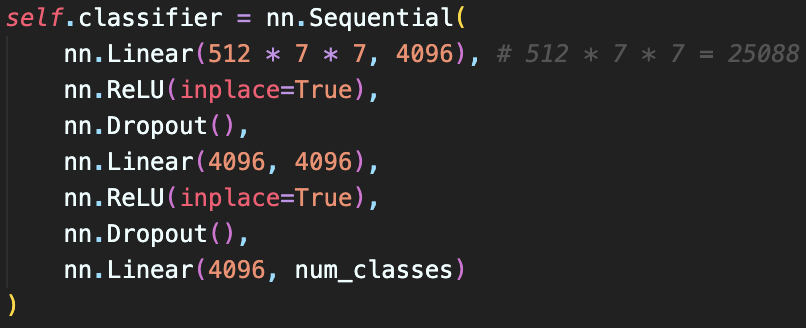 self.classifier = nn.Sequential(
    nn.Linear(512 * 7 * 7, 4096), # 512 * 7 * 7 = 25088
    nn.ReLU(inplace=True),
    nn.Dropout(),
    nn.Linear(4096, 4096),
    nn.ReLU(inplace=True),
    nn.Dropout(),
    nn.Linear(4096, num_classes)
)